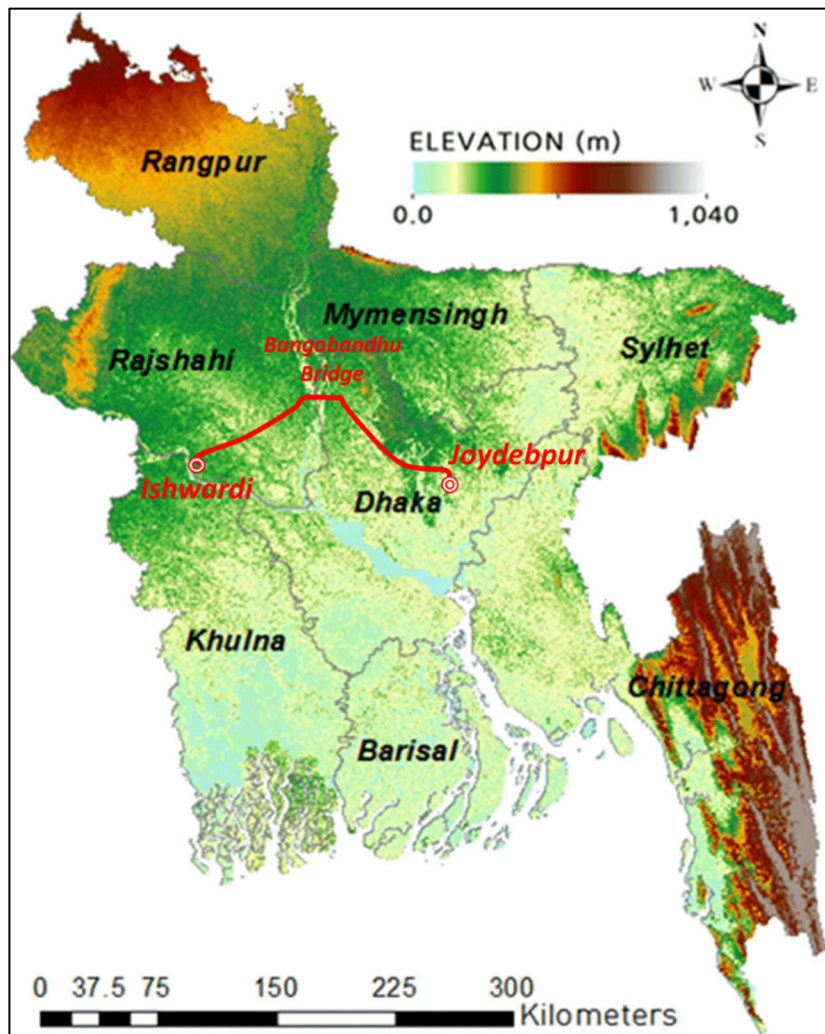 N
W E
S
ELEVATION (m)
0.0 1,040
Rangpur
Mymensingh
Sylhet
Rajshahi
Bangabandhu
Bridge
Joydebpur
Ishwardi
Dhaka
Khulna
Chittagong
Barisal
0 37.5 75 150 225 300
Kilometers